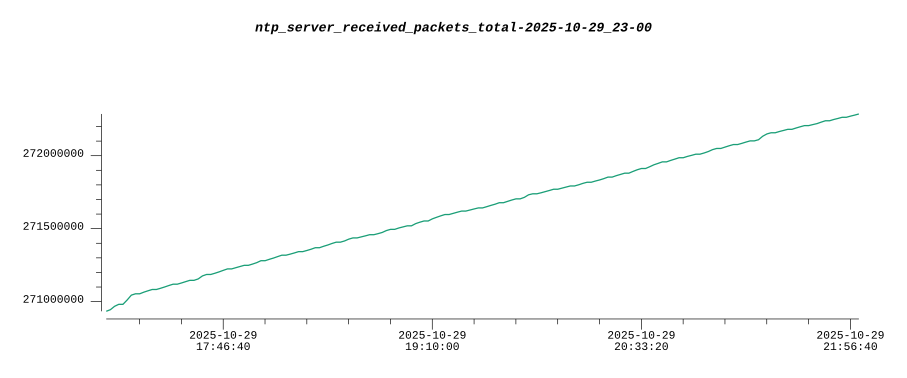 ntp_server_received_packets_total-2025-10-29_23-00
272000000
271500000
271000000
2025-10-29 2025-10-29 2025-10-29 2025-10-29
17:46:40 19:10:00 20:33:20 21:56:40